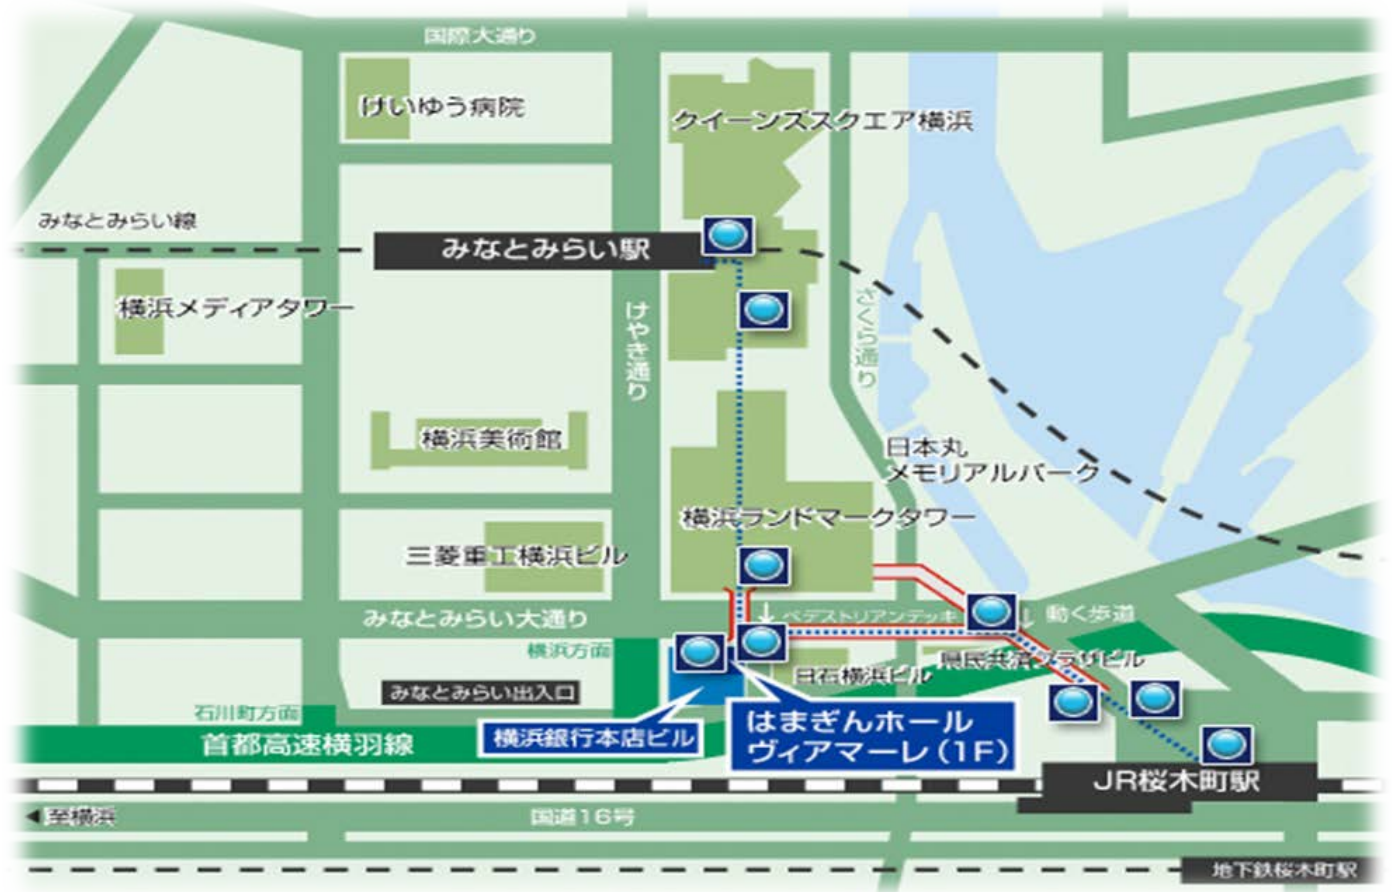 国際大通り
けいゆう病院
クイーンズスクエア横浜
みなとみらい線
みなとみらい駅
横浜メディアタワー
けやき通り
さくら通り
横浜美術館
日本丸
メモリアルパーク
横浜ランドマークタワー
三菱重工横浜ビル
みなとみらい大通り
↓ペデストリアンデッキ
↓動く歩道
横浜方面
日石横浜ビル
県民共済プラザビル
みなとみらい出入口
石川町方面
首都高速横羽線
横浜銀行本店ビル
はまぎんホール
ヴィアマーレ(1F)
JR桜木町駅
◀至横浜
国道16号
地下鉄桜木町駅